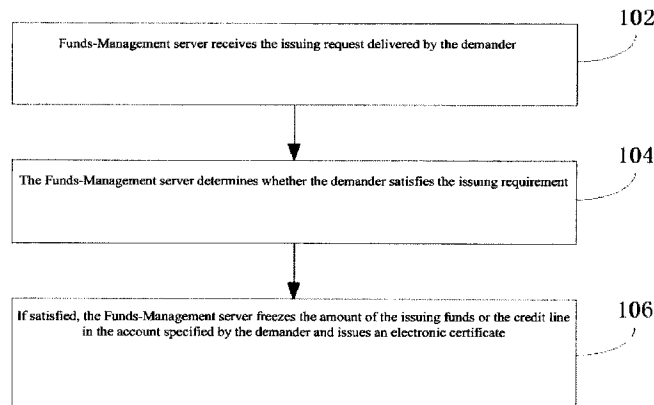 102
Funds-Management server receives the issuing request delivered by the demander
104
The Funds-Management server determines whether the demander satisfies the issuing requirement
106
If satisfied, the Funds-Management server freezes the amount of the issuing funds or the credit line
in the account specified by the demander and issues an electronic certificate